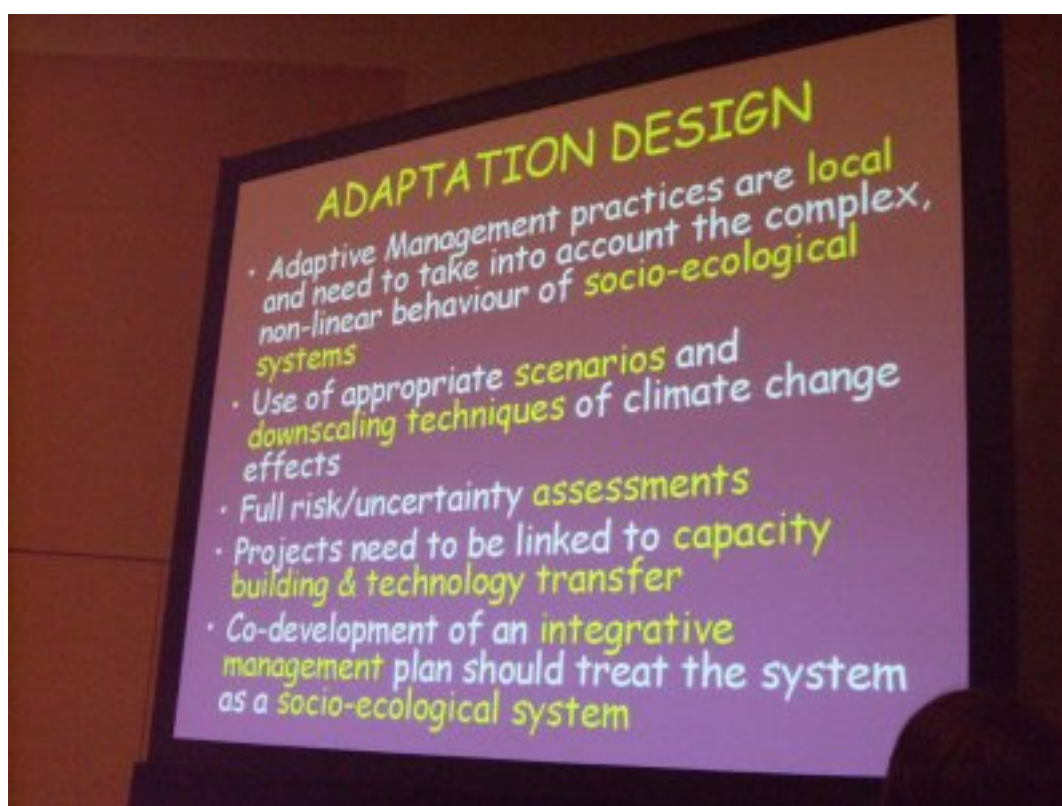 ADAPTATION DESIGN
• Adaptive Management practices are local
and need to take into account the complex,
non-linear behaviour of socio-ecological
systems
• Use of appropriate scenarios and
downscaling techniques of climate change
effects
• Full risk/uncertainty assessments
• Projects need to be linked to capacity
building & technology transfer
• Co-development of an integrative
management plan should treat the system
as a socio-ecological system